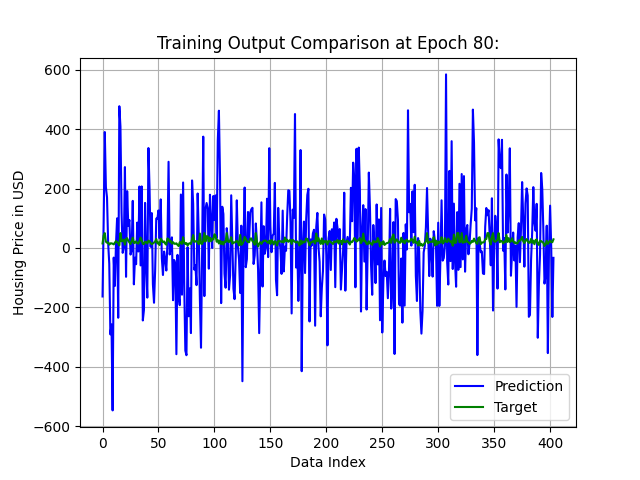 Training Output Comparison at Epoch 80:
Housing Price in USD
600
400
200
0
−200
−400
−600
0 50 100 150 200 250 300 350 400
Data Index
Prediction
Target